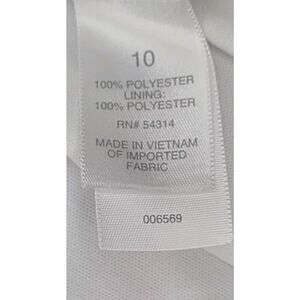 10
100% POLYESTER
LINING:
100% POLYESTER
RN# 54314
MADE IN VIETNAM
OF IMPORTED
FABRIC
006569